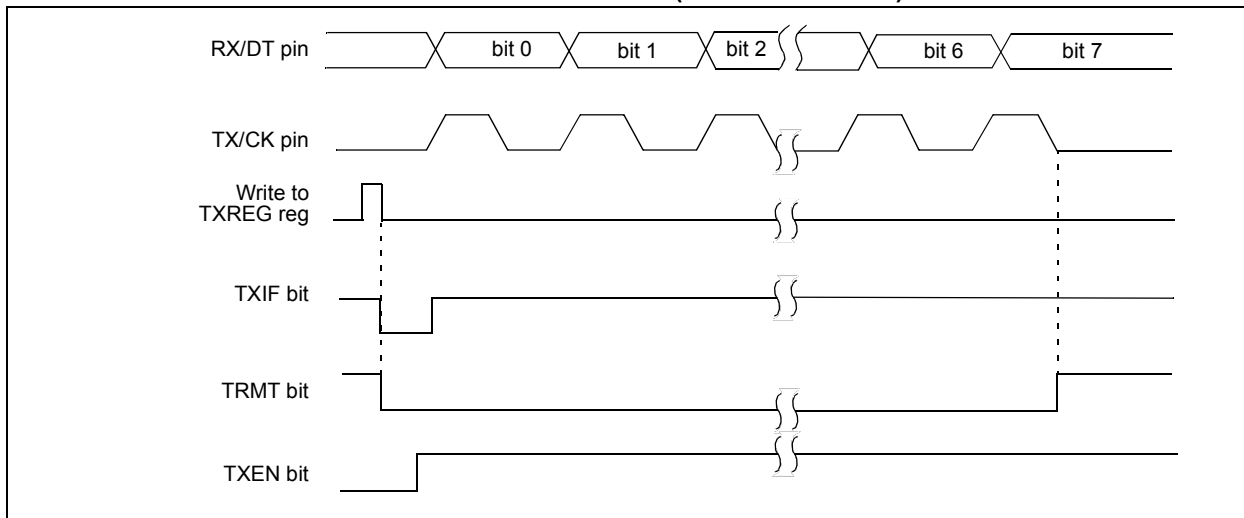 RX/DT pin
bit 0 bit 1 bit 2 bit 6 bit 7
TX/CK pin
Write to
TXREG reg
TXIF bit
TRMT bit
TXEN bit